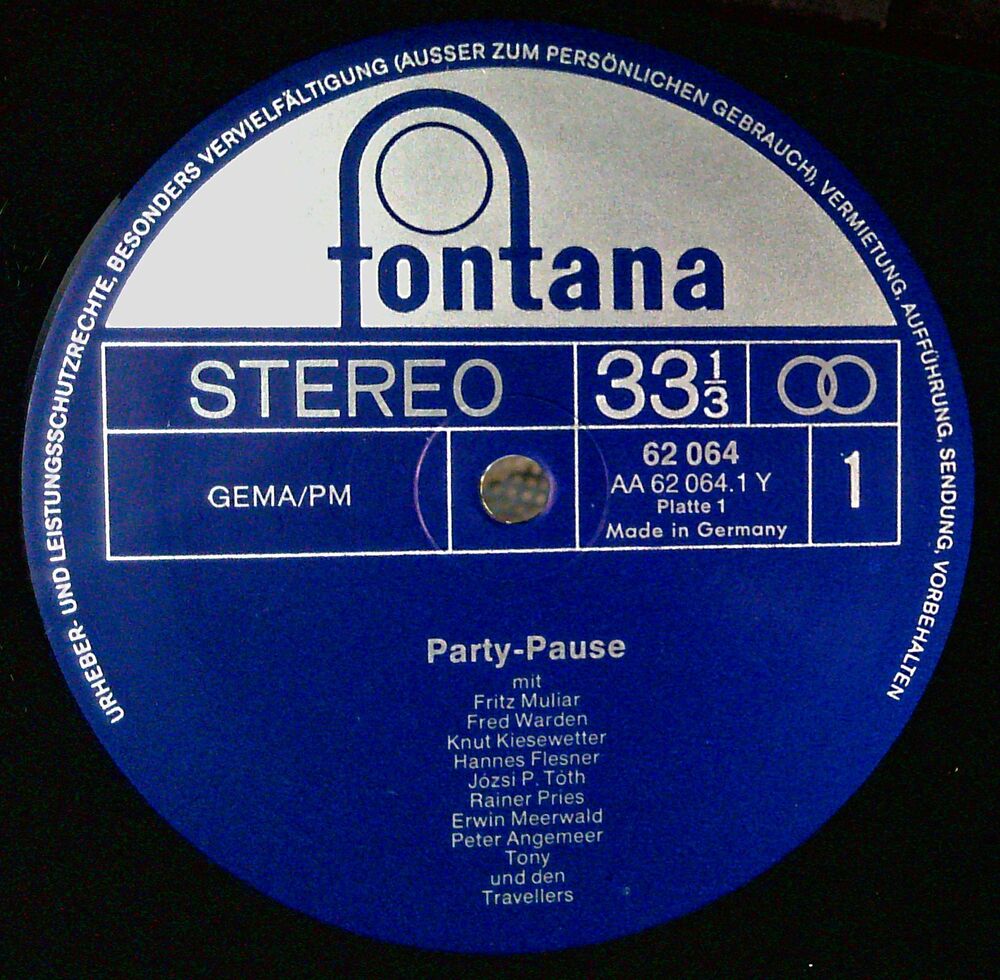 URHEBER- UND LEISTUNGSSCHUTZRECHTE, BESONDERS VERVIELFÄLTIGUNG (AUSSER ZUM PERSÖNLICHEN GEBRAUCH), VERMIETUNG, AUFFÜHRUNG, SENDUNG, VORBEHALTEN
fontana
STEREO
33 1/3
GEMA/PM
62 064
AA 62 064.1 Y
Platte 1
Made in Germany
1
Party-Pause
mit
Fritz Muliar
Fred Warden
Knut Kiesewetter
Hannes Flesner
Józsi P. Tóth
Rainer Pries
Erwin Meerwald
Peter Angemeer
Tony
und den
Travellers